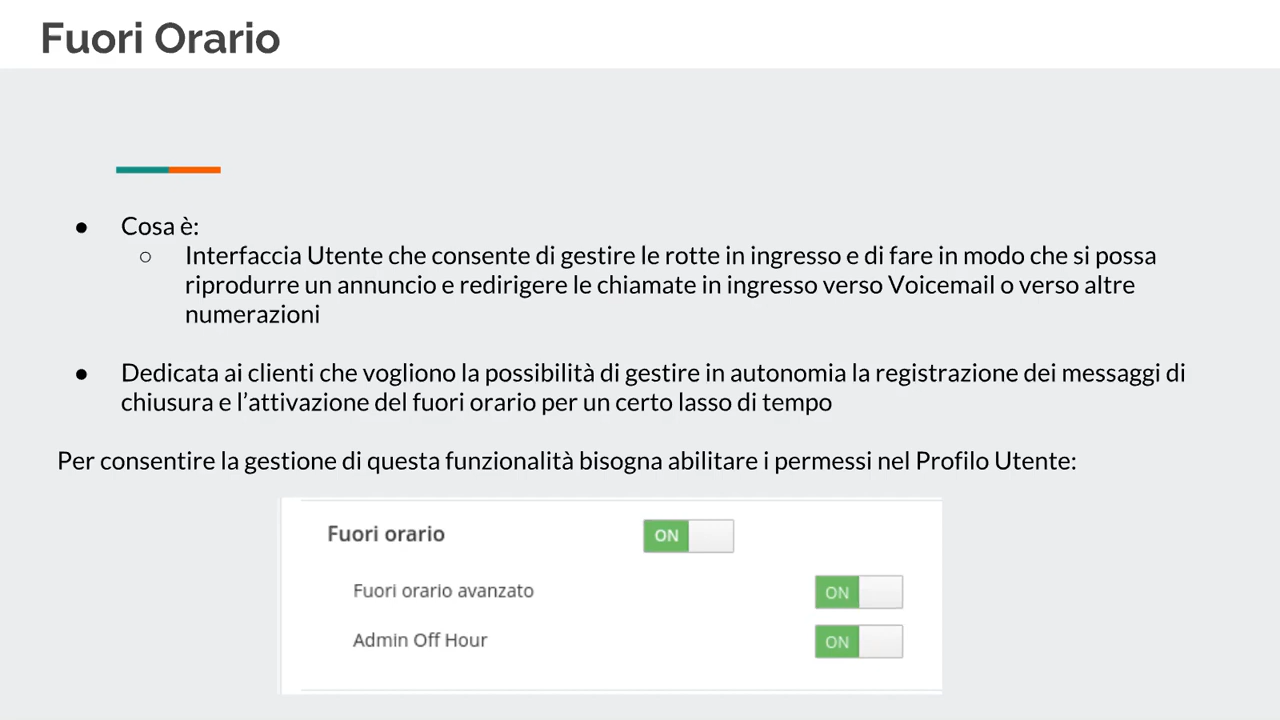 Fuori Orario
● Cosa è:
○ Interfaccia Utente che consente di gestire le rotte in ingresso e di fare in modo che si possa
riprodurre un annuncio e redirigere le chiamate in ingresso verso Voicemail o verso altre
numerazioni
● Dedicata ai clienti che vogliono la possibilità di gestire in autonomia la registrazione dei messaggi di
chiusura e l’attivazione del fuori orario per un certo lasso di tempo
Per consentire la gestione di questa funzionalità bisogna abilitare i permessi nel Profilo Utente:
Fuori orario ON
Fuori orario avanzato ON
Admin Off Hour ON